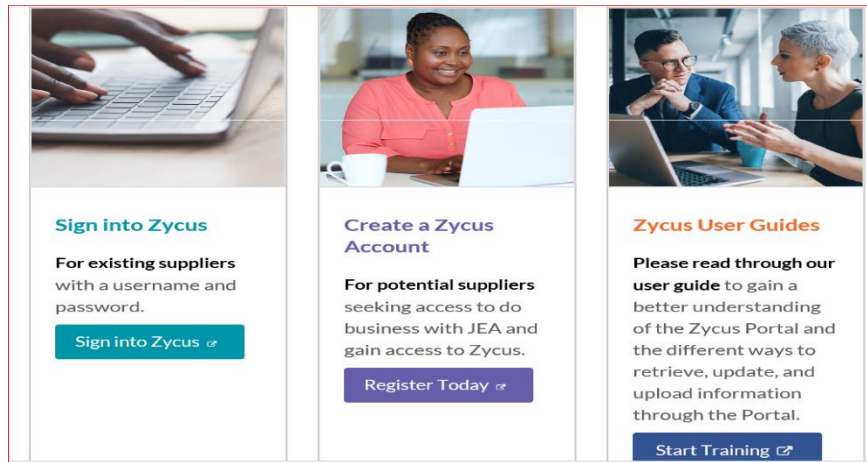 Sign into Zycus
For existing suppliers
with a username and
password.
Sign into Zycus
Create a Zycus
Account
For potential suppliers
seeking access to do
business with JEA and
gain access to Zycus.
Register Today
Zycus User Guides
Please read through our
user guide to gain a
better understanding
of the Zycus Portal and
the different ways to
retrieve, update, and
upload information
through the Portal.
Start Training